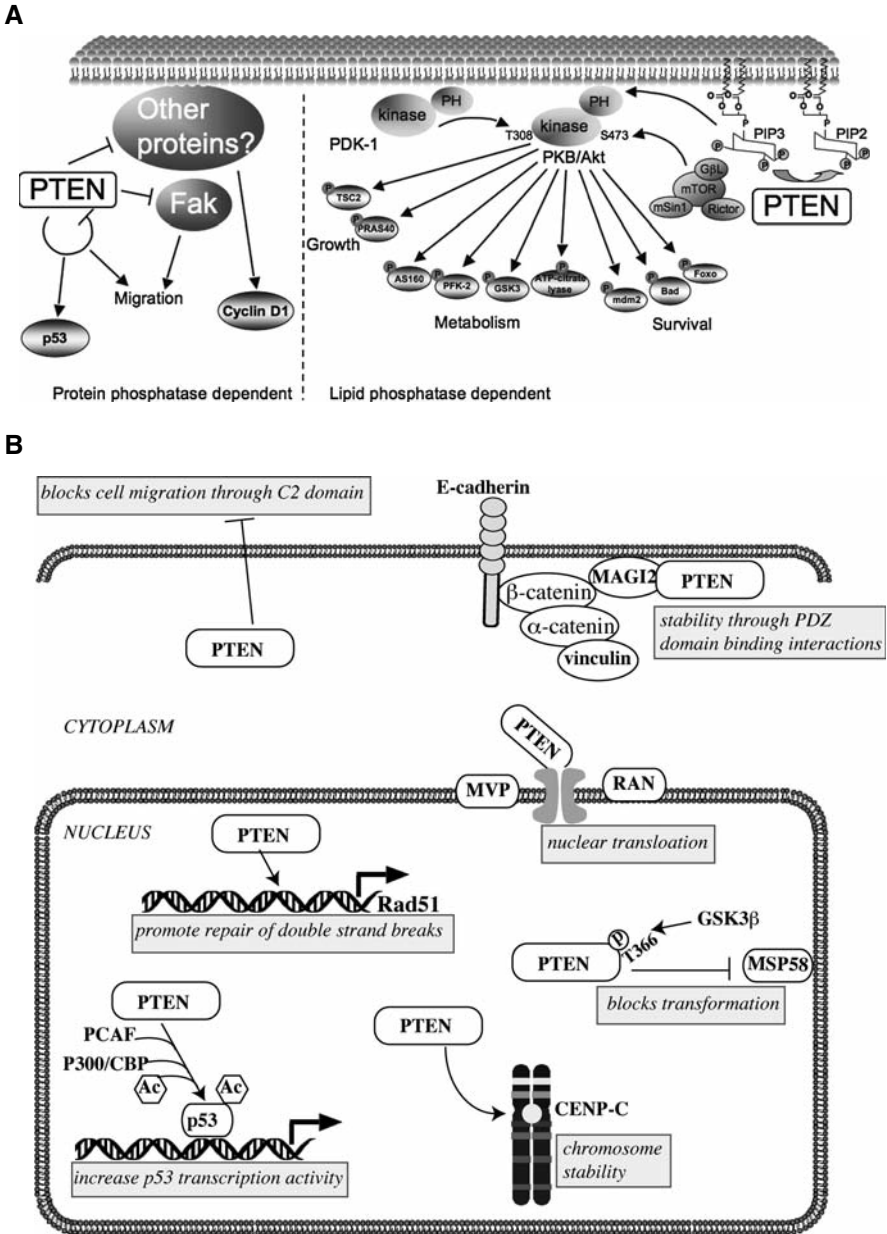 A
Other
proteins?
PTEN
Fak
Migration
p53
Cyclin D1
Protein phosphatase dependent
kinase
PH
PDK-1
T308
kinase
PH
S473
PKB/Akt
GβL
mTOR
mSin1
Rictor
P
P
P
PIP3
P
P
P
PIP2
PTEN
P
TSC2
P
PRAS40
Growth
P
AS160
P
PFK-2
P
GSK3
P
ATP-citrate
lyase
P
mdm2
P
Bad
P
Foxo
Metabolism
Survival
Lipid phosphatase dependent
B
blocks cell migration through C2 domain
E-cadherin
PTEN
β-catenin
MAGI2
PTEN
α-catenin
vinculin
stability through PDZ
domain binding interactions
CYTOPLASM
PTEN
MVP
RAN
nuclear transloation
NUCLEUS
PTEN
Rad51
promote repair of double strand breaks
PTEN
P
T366
GSK3β
MSP58
blocks transformation
PTEN
PCAF
P300/CBP
Ac
Ac
p53
increase p53 transcription activity
PTEN
CENP-C
chromosome
stability